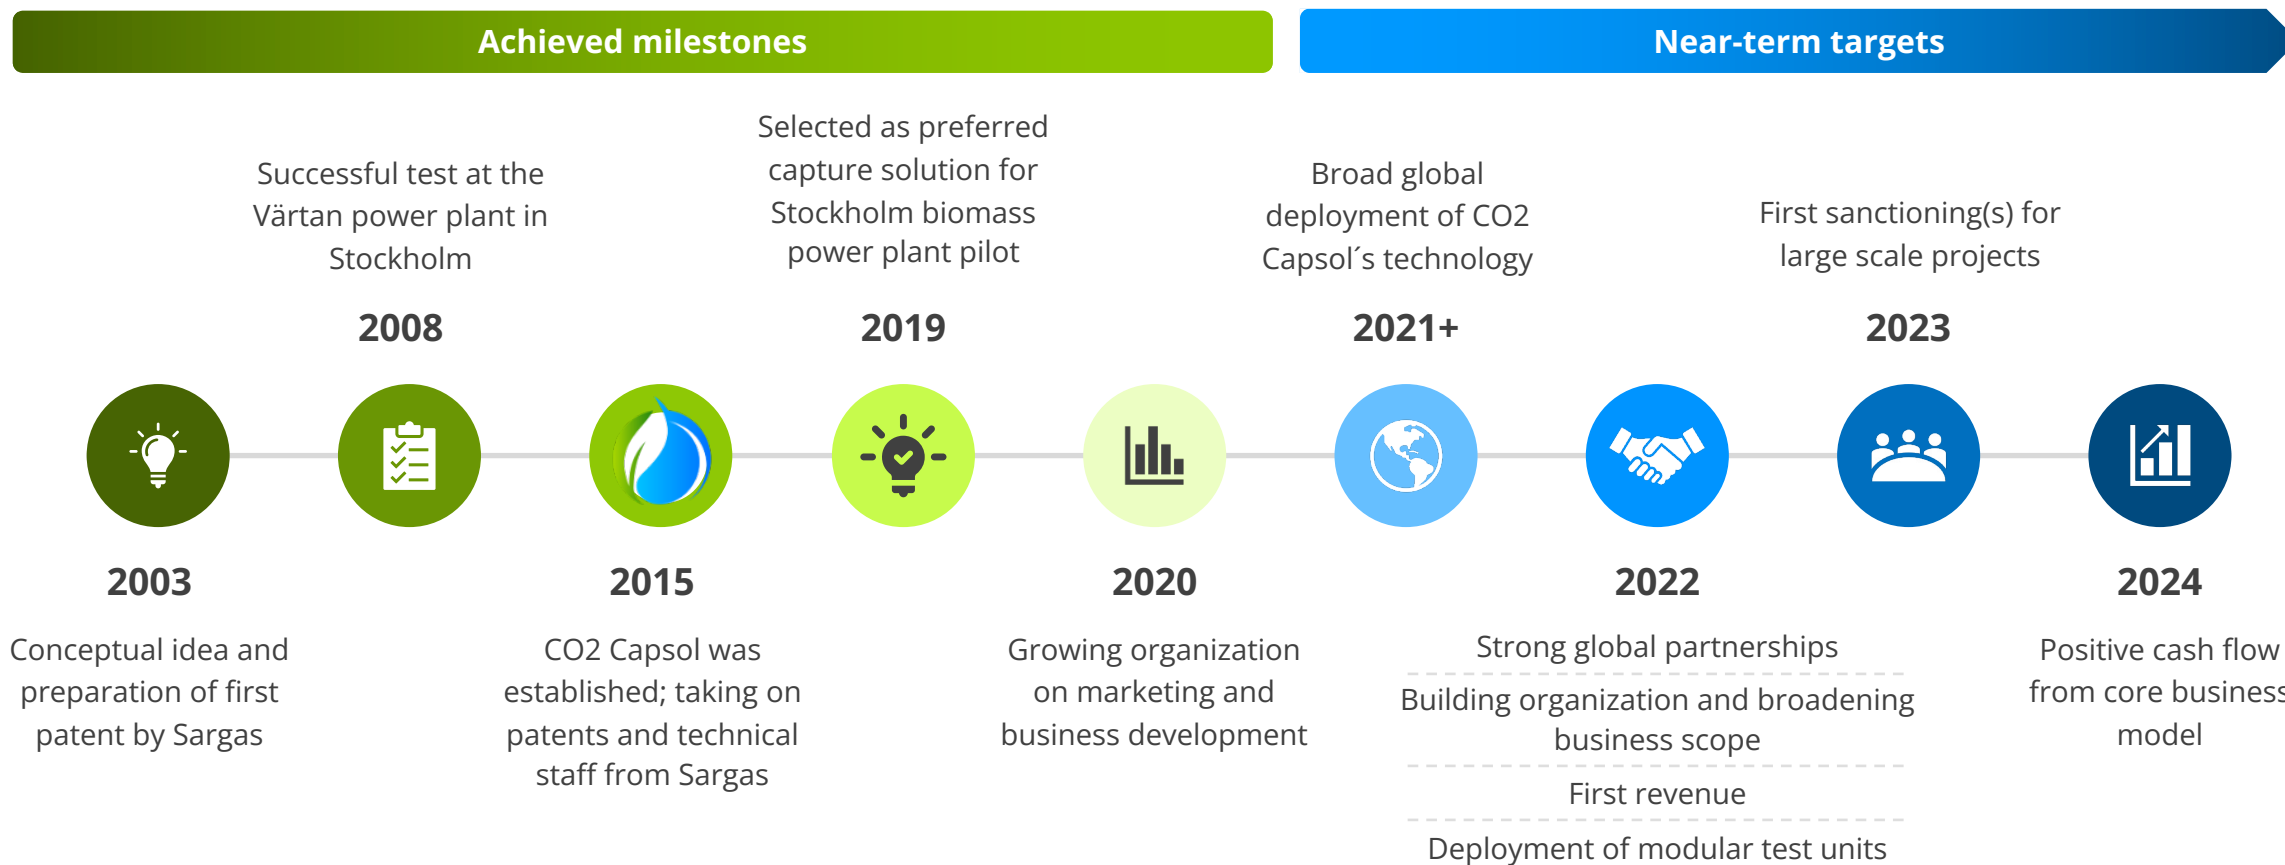 Achieved milestones
Near-term targets
Successful test at the
Värtan power plant in
Stockholm
2008
Selected as preferred
capture solution for
Stockholm biomass
power plant pilot
2019
Broad global
deployment of CO2
Capsol´s technology
2021+
First sanctioning(s) for
large scale projects
2023
2003
Conceptual idea and
preparation of first
patent by Sargas
2015
CO2 Capsol was
established; taking on
patents and technical
staff from Sargas
2020
Growing organization
on marketing and
business development
2022
Strong global partnerships
Building organization and broadening
business scope
First revenue
Deployment of modular test units
2024
Positive cash flow
from core business
model